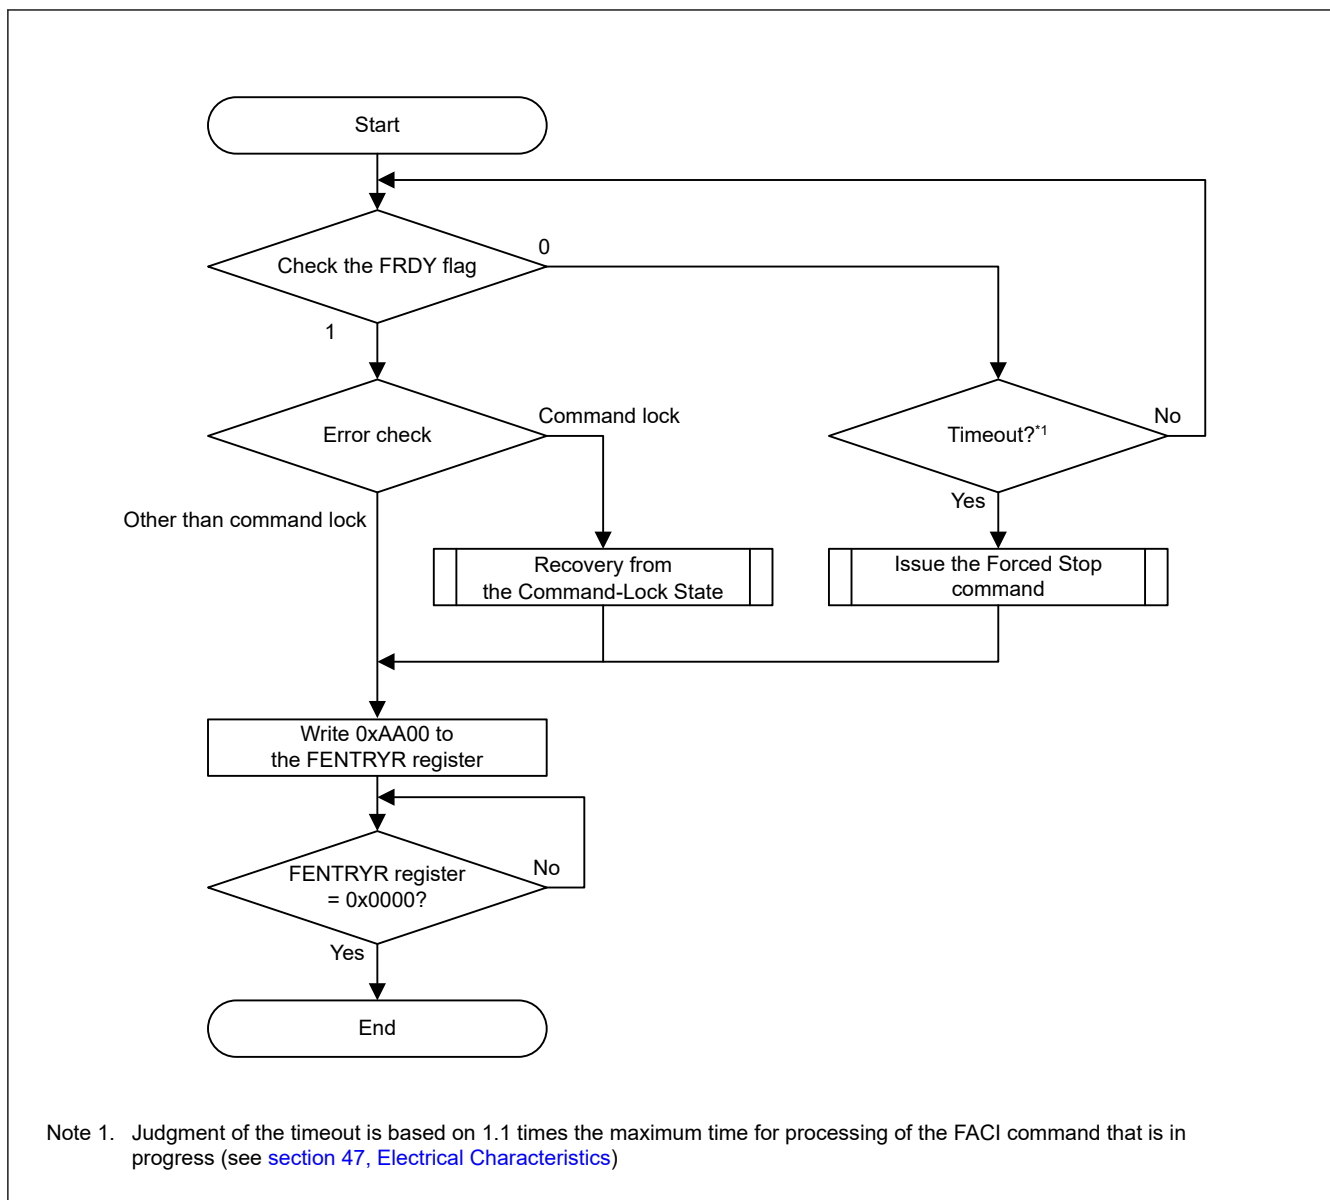 Start
0
Check the FRDY flag
1
Command lock
Error check
No
Timeout?*1
Yes
Other than command lock
Recovery from
the Command-Lock State
Issue the Forced Stop
command
Write 0xAA00 to
the FENTRYR register
FENTRYR register
= 0x0000?
No
Yes
End
Note 1. Judgment of the timeout is based on 1.1 times the maximum time for processing of the FACI command that is in
progress (see section 47, Electrical Characteristics)